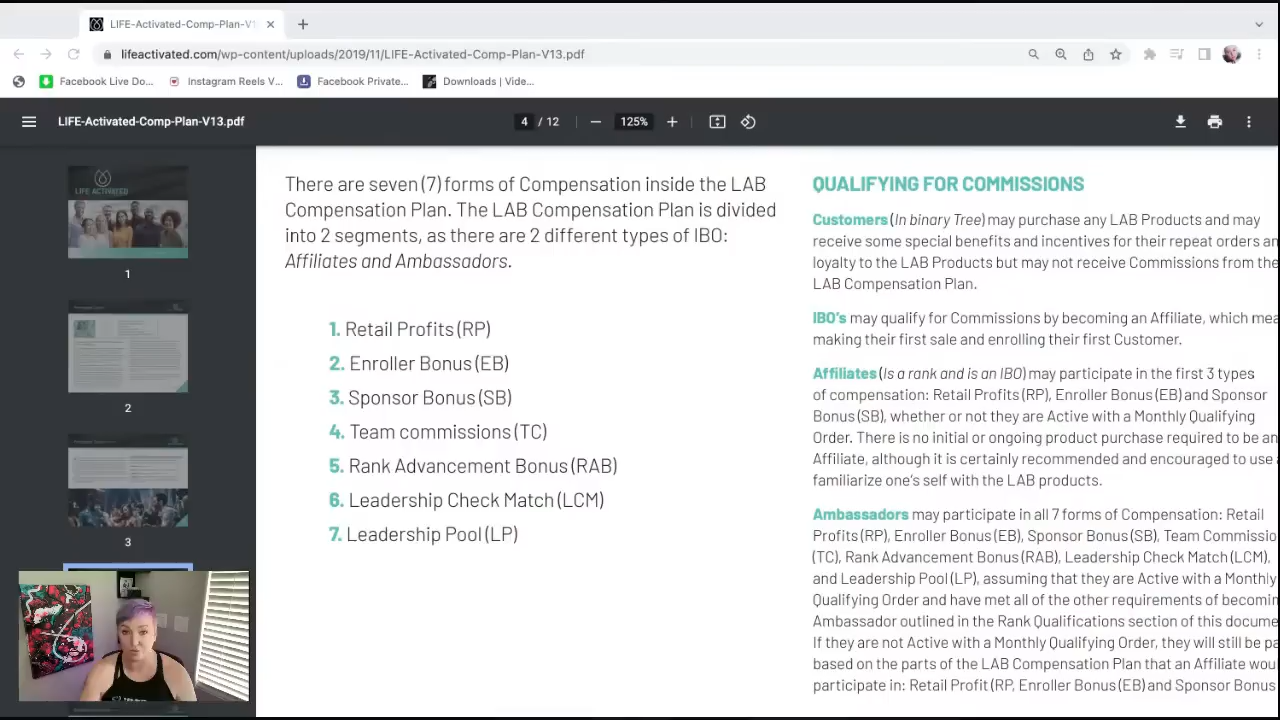 LIFE-Activated-Comp-Plan-V1
lifeactivated.com/wp-content/uploads/2019/11/LIFE-Activated-Comp-Plan-V13.pdf
Facebook Live Do...
Instagram Reels V...
Facebook Private...
Downloads | Vide...
LIFE-Activated-Comp-Plan-V13.pdf
4 / 12
125%
LIFE ACTIVATED
1
2
3
There are seven (7) forms of Compensation inside the LAB
Compensation Plan. The LAB Compensation Plan is divided
into 2 segments, as there are 2 different types of IBO:
Affiliates and Ambassadors.
1. Retail Profits (RP)
2. Enroller Bonus (EB)
3. Sponsor Bonus (SB)
4. Team commissions (TC)
5. Rank Advancement Bonus (RAB)
6. Leadership Check Match (LCM)
7. Leadership Pool (LP)
QUALIFYING FOR COMMISSIONS
Customers (In binary Tree) may purchase any LAB Products and may
receive some special benefits and incentives for their repeat orders an
loyalty to the LAB Products but may not receive Commissions from the
LAB Compensation Plan.
IBO's may qualify for Commissions by becoming an Affiliate, which mea
making their first sale and enrolling their first Customer.
Affiliates (Is a rank and is an IBO) may participate in the first 3 types
of compensation: Retail Profits (RP), Enroller Bonus (EB) and Sponsor
Bonus (SB), whether or not they are Active with a Monthly Qualifying
Order. There is no initial or ongoing product purchase required to be an
Affiliate, although it is certainly recommended and encouraged to use a
familiarize one's self with the LAB products.
Ambassadors may participate in all 7 forms of Compensation: Retail
Profits (RP), Enroller Bonus (EB), Sponsor Bonus (SB), Team Commissio
(TC), Rank Advancement Bonus (RAB), Leadership Check Match (LCM),
and Leadership Pool (LP), assuming that they are Active with a Monthly
Qualifying Order and have met all of the other requirements of becomin
Ambassador outlined in the Rank Qualifications section of this docume
If they are not Active with a Monthly Qualifying Order, they will still be pa
based on the parts of the LAB Compensation Plan that an Affiliate wou
participate in: Retail Profit (RP, Enroller Bonus (EB) and Sponsor Bonus